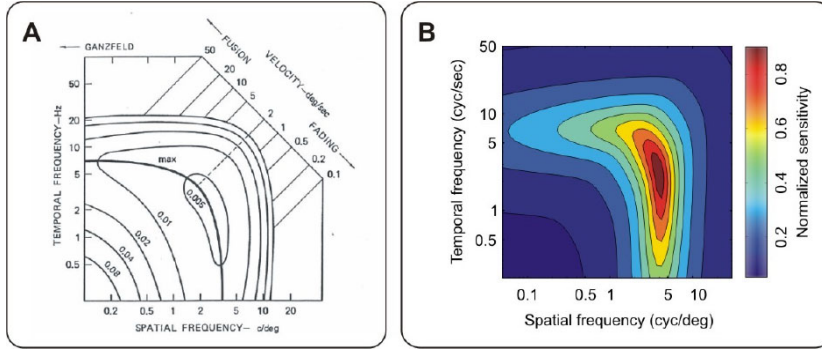 A
← GANZFELD
FUSION
VELOCITY—deg/sec
FADING
50
20
10
5
2
1
0.5
0.2
0.1
TEMPORAL FREQUENCY—Hz
50
20
10
5
2
1
0.5
max
0.005
0.01
0.02
0.04
0.08
0.2 0.5 1 2 5 10 20
SPATIAL FREQUENCY— c/deg
B
Temporal frequency (cyc/sec)
50
10
5
1
0.5
0.1 0.5 1 5 10
Spatial frequency (cyc/deg)
0.8
0.6
0.4
0.2
Normalized sensitivity